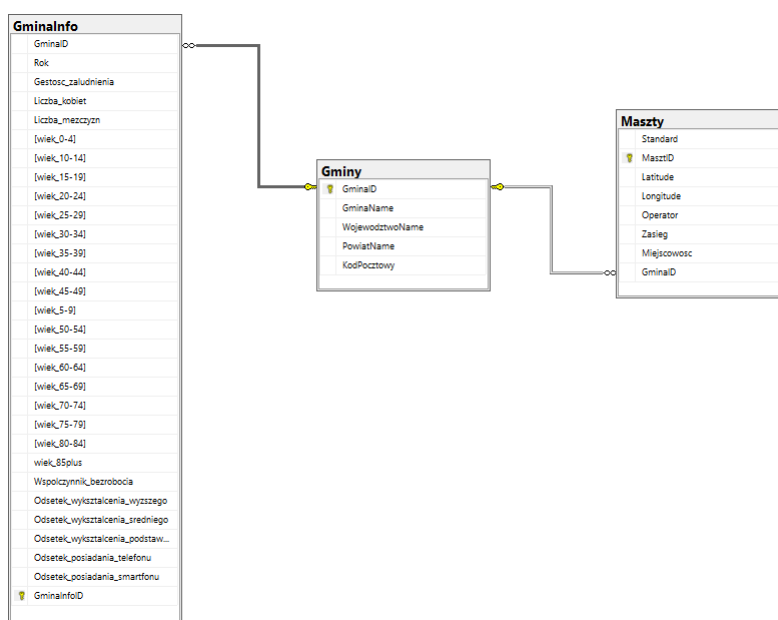 GminaInfo
GminaID
Rok
Gestosc_zaludnienia
Liczba_kobiet
Liczba_mezczyzn
[wiek_0-4]
[wiek_10-14]
[wiek_15-19]
[wiek_20-24]
[wiek_25-29]
[wiek_30-34]
[wiek_35-39]
[wiek_40-44]
[wiek_45-49]
[wiek_5-9]
[wiek_50-54]
[wiek_55-59]
[wiek_60-64]
[wiek_65-69]
[wiek_70-74]
[wiek_75-79]
[wiek_80-84]
wiek_85plus
Wspolczynnik_bezrobocia
Odsetek_wyksztalcenia_wyzszego
Odsetek_wyksztalcenia_sredniego
Odsetek_wyksztalcenia_podstaw...
Odsetek_posiadania_telefonu
Odsetek_posiadania_smartfonu
GminaInfoID
Gminy
GminaID
GminaName
WojewodztwoName
PowiatName
KodPocztowy
Maszty
Standard
MasztID
Latitude
Longitude
Operator
Zasieg
Miejscowosc
GminaID